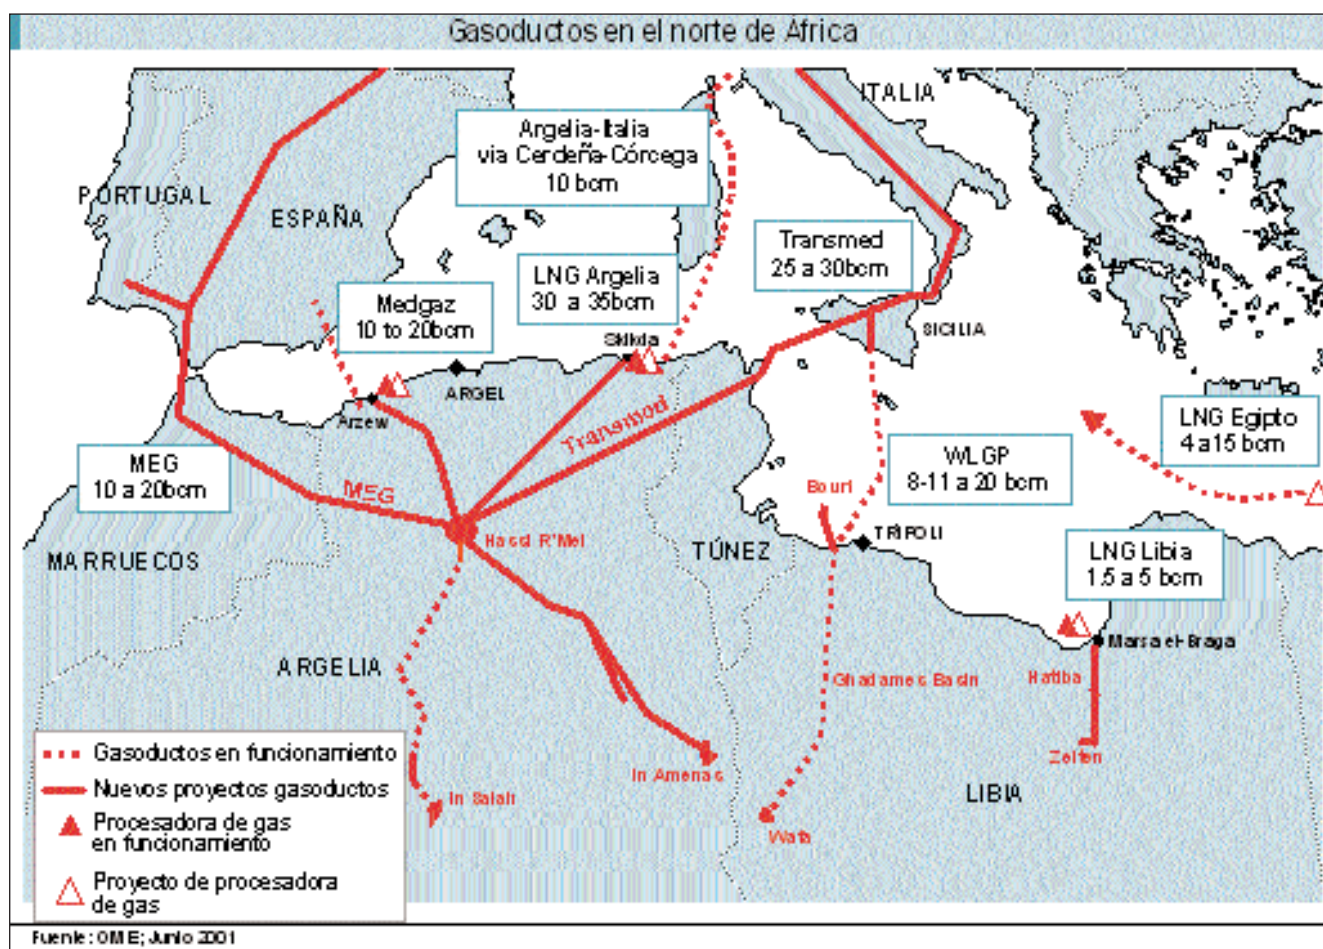 Gasoductos en el norte de Africa
ITALIA
Argelia-Italia
via Cerdeña-Córcega
10 bcm
PORTUGAL
ESPAÑA
Transmed
25 a 30bcm
LNG Argelia
30 a 35bcm
Medgaz
10 to 20bcm
SICILIA
Skikda
ARGEL
Arzew
LNG Egipto
4 a15 bcm
Transmed
MEG
10 a 20bcm
MEG
WLGP
8-11 a 20 bcm
Bouri
Hassi R'Mel
TÚNEZ
TRÍPOLI
MARRUECOS
LNG Libia
1.5 a 5 bcm
Marsa el-Braga
ARGELIA
Ghadames Basin
Hatiba
Zelten
In Amenas
In Salah
LIBIA
Wafa
Gasoductos en funcionamiento
Nuevos proyectos gasoductos
Procesadora de gas
en funcionamiento
Proyecto de procesadora
de gas
Fuente: OME; Junio 2001